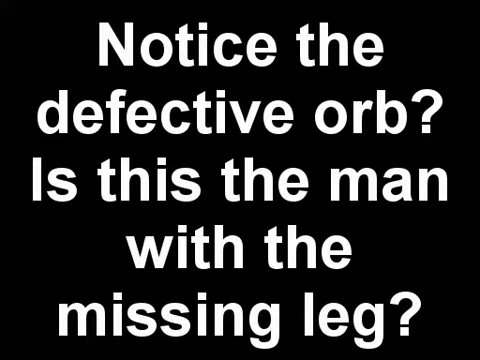 Notice the
defective orb?
Is this the man
with the
missing leg?